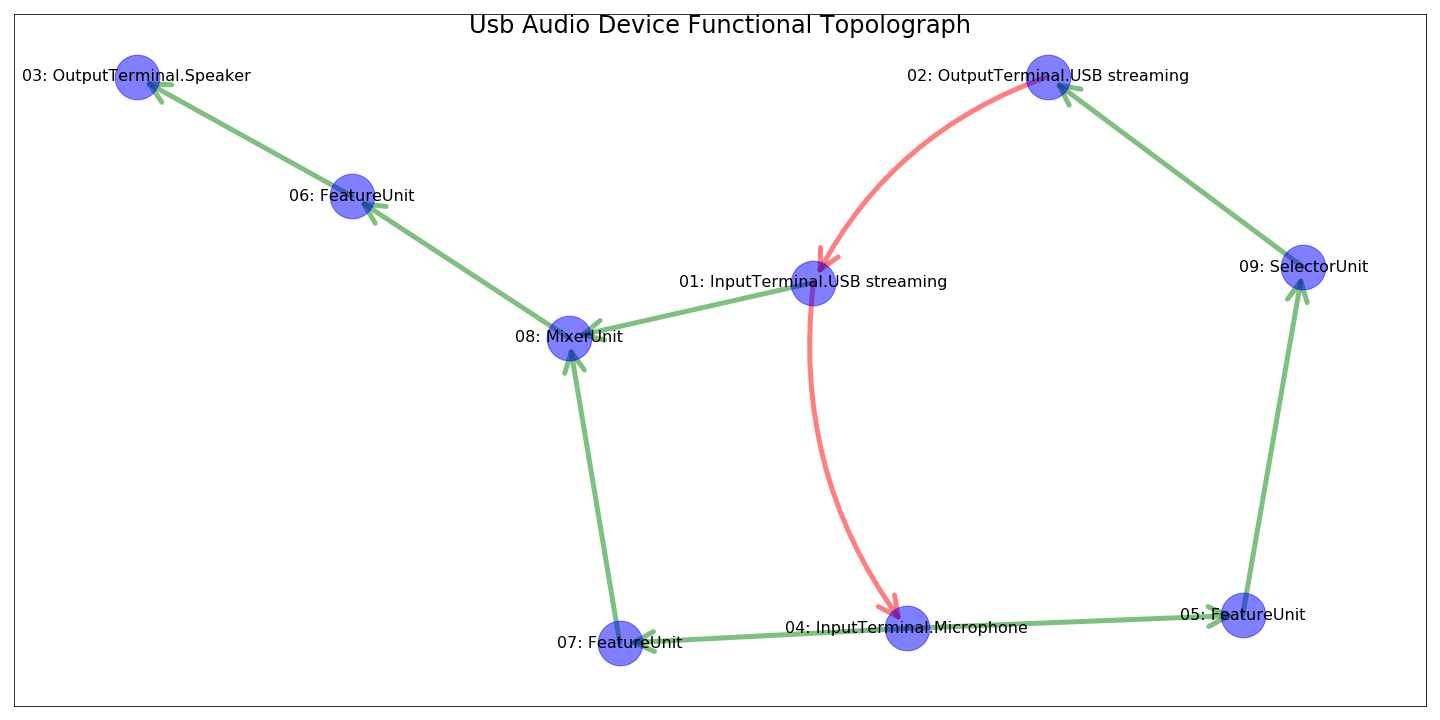 Usb Audio Device Functional Topolograph
03: OutputTerminal.Speaker
02: OutputTerminal.USB streaming
06: FeatureUnit
09: SelectorUnit
01: InputTerminal.USB streaming
08: MixerUnit
05: FeatureUnit
04: InputTerminal.Microphone
07: FeatureUnit